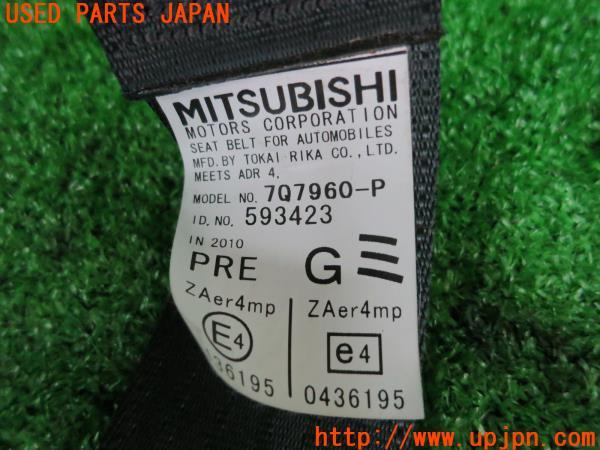 USED PARTS JAPAN
MITSUBISHI
MOTORS CORPORATION
SEAT BELT FOR AUTOMOBILES
MFD. BY TOKAI RIKA CO., LTD.
MEETS ADR 4.
MODEL NO. 7Q7960-P
I.D. NO. 593423
IN 2010
PRE G
ZAer4mp ZAer4mp
E4 e4
36195 0436195
http://www.upjpn.com